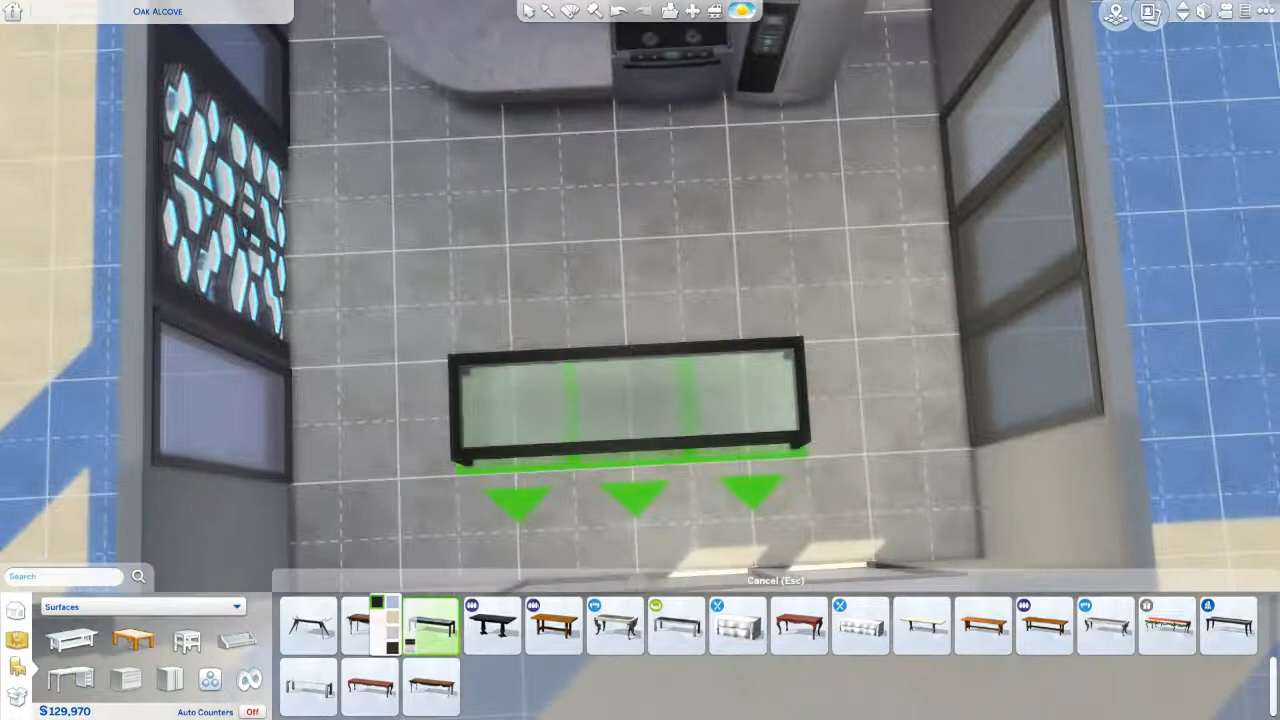 OAK ALCOVE
Cancel (Esc)
Search
Surfaces
$129,970
Auto Counters
Off